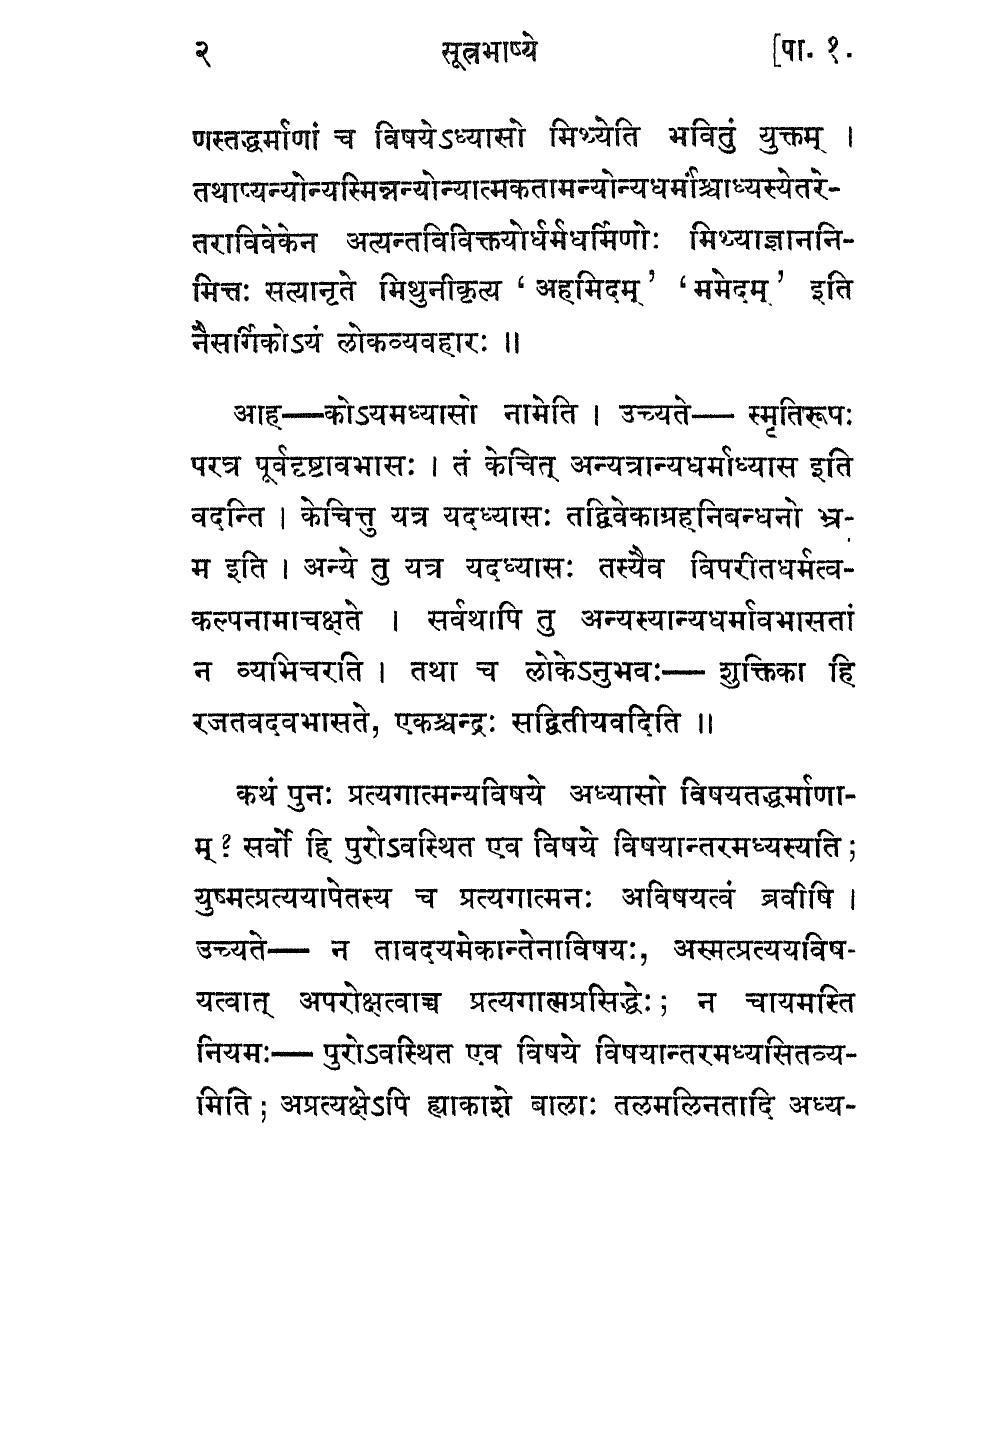 २ सूत्रभाष्ये [पा. १.
णस्तद्धर्माणां च विषयेऽध्यासो मिथ्येति भवितुं युक्तम् ।
तथाप्यन्योन्यस्मिन्नन्योन्यात्मकतामन्योन्यधर्मांश्चाध्यस्येतरे-
तराविवेकेन अत्यन्तविविक्तयोर्धर्मधर्मिणोः मिथ्याज्ञाननि-
मित्तः सत्यानृते मिथुनीकृत्य ‘ अहमिदम् ’ ‘ ममेदम् ’ इति
नैसर्गिकोऽयं लोकव्यवहारः ॥
आह—कोऽयमध्यासो नामेति । उच्यते— स्मृतिरूपः
परत्र पूर्वदृष्टावभासः । तं केचित् अन्यत्रान्यधर्माध्यास इति
वदन्ति । केचित्तु यत्र यदध्यासः तद्विवेकाग्रहनिबन्धनो भ्र-
म इति । अन्ये तु यत्र यदध्यासः तस्यैव विपरीतधर्मत्व-
कल्पनामाचक्षते । सर्वथापि तु अन्यस्यान्यधर्मावभासतां
न व्यभिचरति । तथा च लोकेऽनुभवः— शुक्तिका हि
रजतवदवभासते, एकश्चन्द्रः सद्वितीयवदिति ॥
कथं पुनः प्रत्यगात्मन्यविषये अध्यासो विषयतद्धर्माणा-
म् ? सर्वो हि पुरोऽवस्थित एव विषये विषयान्तरमध्यस्यति ;
युष्मत्प्रत्ययापेतस्य च प्रत्यगात्मनः अविषयत्वं ब्रवीषि ।
उच्यते— न तावदयमेकान्तेनाविषयः, अस्मत्प्रत्ययविष-
यत्वात् अपरोक्षत्वाच्च प्रत्यगात्मप्रसिद्धेः ; न चायमस्ति
नियमः— पुरोऽवस्थित एव विषये विषयान्तरमध्यसितव्य-
मिति ; अप्रत्यक्षेऽपि ह्याकाशे बालाः तलमलिनतादि अध्य-